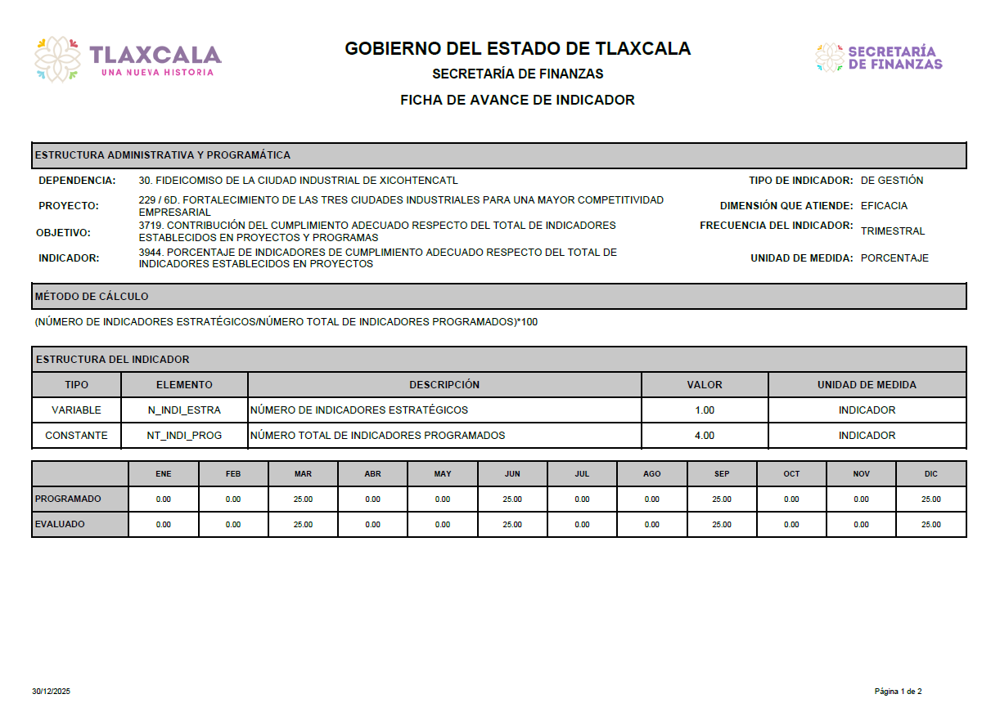 TLAXCALA
UNA NUEVA HISTORIA
GOBIERNO DEL ESTADO DE TLAXCALA
SECRETARÍA DE FINANZAS
FICHA DE AVANCE DE INDICADOR
SECRETARÍA
DE FINANZAS
ESTRUCTURA ADMINISTRATIVA Y PROGRAMÁTICA
DEPENDENCIA: 30. FIDEICOMISO DE LA CIUDAD INDUSTRIAL DE XICOHTENCATL TIPO DE INDICADOR: DE GESTIÓN
PROYECTO: 229 / 6D. FORTALECIMIENTO DE LAS TRES CIUDADES INDUSTRIALES PARA UNA MAYOR COMPETITIVIDAD
EMPRESARIAL DIMENSIÓN QUE ATIENDE: EFICACIA
OBJETIVO: 3719. CONTRIBUCIÓN DEL CUMPLIMIENTO ADECUADO RESPECTO DEL TOTAL DE INDICADORES
ESTABLECIDOS EN PROYECTOS Y PROGRAMAS FRECUENCIA DEL INDICADOR: TRIMESTRAL
INDICADOR: 3944. PORCENTAJE DE INDICADORES DE CUMPLIMIENTO ADECUADO RESPECTO DEL TOTAL DE
INDICADORES ESTABLECIDOS EN PROYECTOS UNIDAD DE MEDIDA: PORCENTAJE
MÉTODO DE CÁLCULO
(NÚMERO DE INDICADORES ESTRATÉGICOS/NÚMERO TOTAL DE INDICADORES PROGRAMADOS)*100
ESTRUCTURA DEL INDICADOR
TIPO ELEMENTO DESCRIPCIÓN VALOR UNIDAD DE MEDIDA
VARIABLE N_INDI_ESTRA NÚMERO DE INDICADORES ESTRATÉGICOS 1.00 INDICADOR
CONSTANTE NT_INDI_PROG NÚMERO TOTAL DE INDICADORES PROGRAMADOS 4.00 INDICADOR
ENE FEB MAR ABR MAY JUN JUL AGO SEP OCT NOV DIC
PROGRAMADO 0.00 0.00 25.00 0.00 0.00 25.00 0.00 0.00 25.00 0.00 0.00 25.00
EVALUADO 0.00 0.00 25.00 0.00 0.00 25.00 0.00 0.00 25.00 0.00 0.00 25.00
30/12/2025 Página 1 de 2